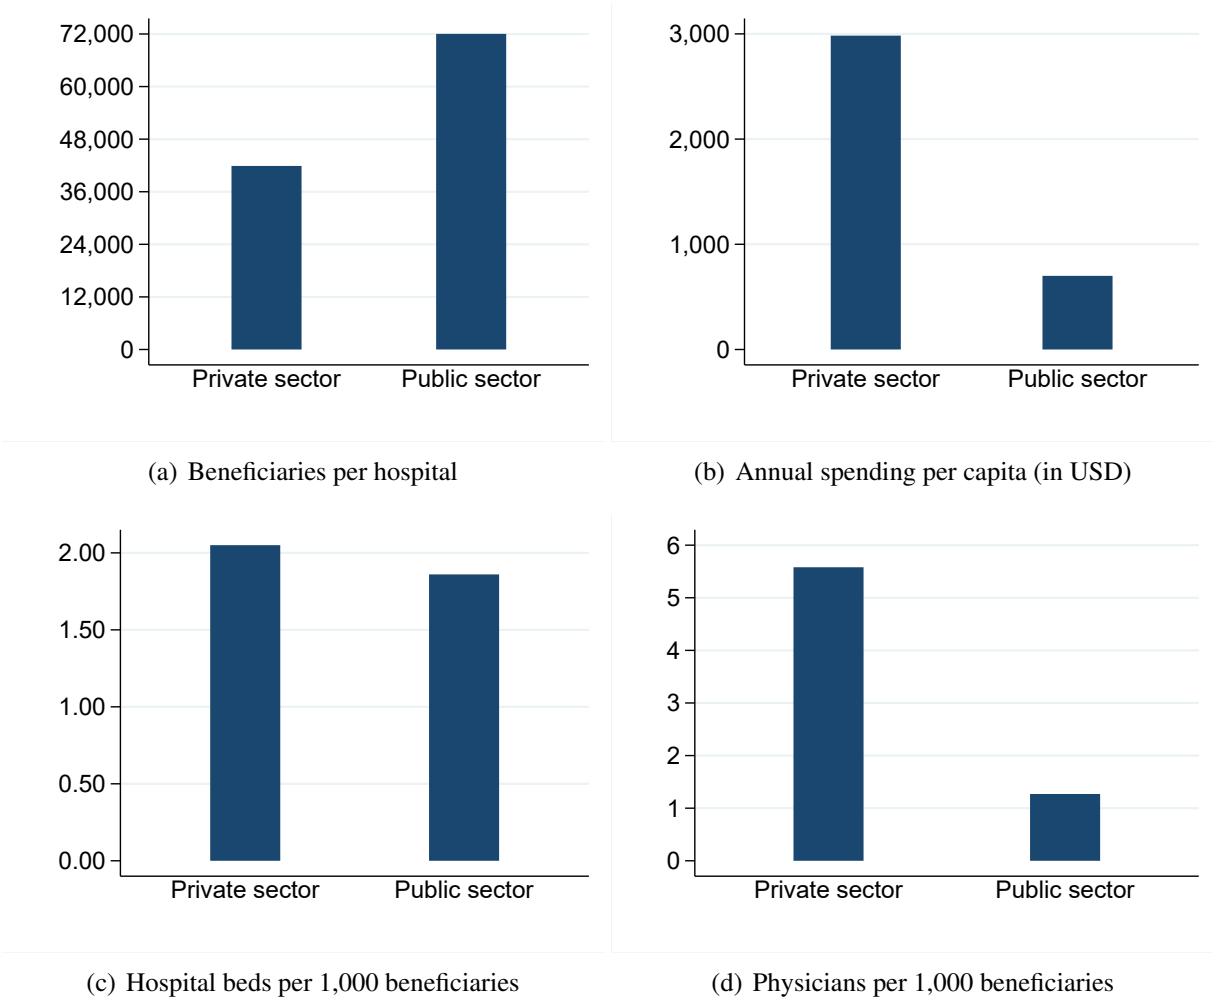 72,000
60,000
48,000
36,000
24,000
12,000
0
Private sector Public sector
(a) Beneficiaries per hospital
3,000
2,000
1,000
0
Private sector Public sector
(b) Annual spending per capita (in USD)
2.00
1.50
1.00
0.50
0.00
Private sector Public sector
(c) Hospital beds per 1,000 beneficiaries
6
5
4
3
2
1
0
Private sector Public sector
(d) Physicians per 1,000 beneficiaries